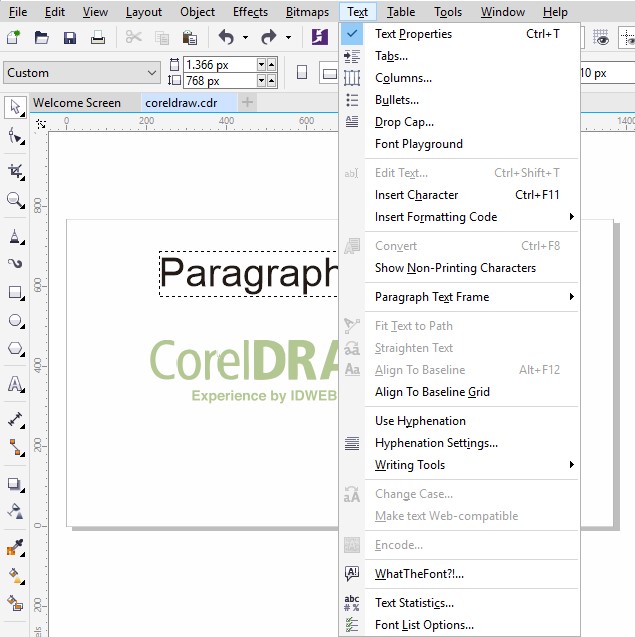 File Edit View Layout Object Effects Bitmaps Text Table Tools Window Help
Custom
1.366 px
768 px
10 px
Welcome Screen
coreldraw.cdr
0 200 400 600 1400
800
600
400
200
0
200
Paragraph
CorelDRA
Experience by IDWEB
Text Properties Ctrl+T
Tabs...
Columns...
Bullets...
Drop Cap...
Font Playground
Edit Text... Ctrl+Shift+T
Insert Character Ctrl+F11
Insert Formatting Code
Convert Ctrl+F8
Show Non-Printing Characters
Paragraph Text Frame
Fit Text to Path
Straighten Text
Align To Baseline Alt+F12
Align To Baseline Grid
Use Hyphenation
Hyphenation Settings...
Writing Tools
Change Case...
Make text Web-compatible
Encode...
WhatTheFont?!...
Text Statistics...
Font List Options...